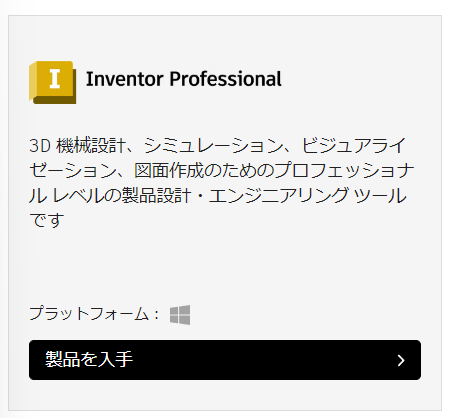 I Inventor Professional
3D 機械設計、シミュレーション、ビジュアライ
ゼーション、図面作成のためのプロフェッショナ
ル レベルの製品設計・エンジニアリング ツール
です
プラットフォーム：
製品を入手